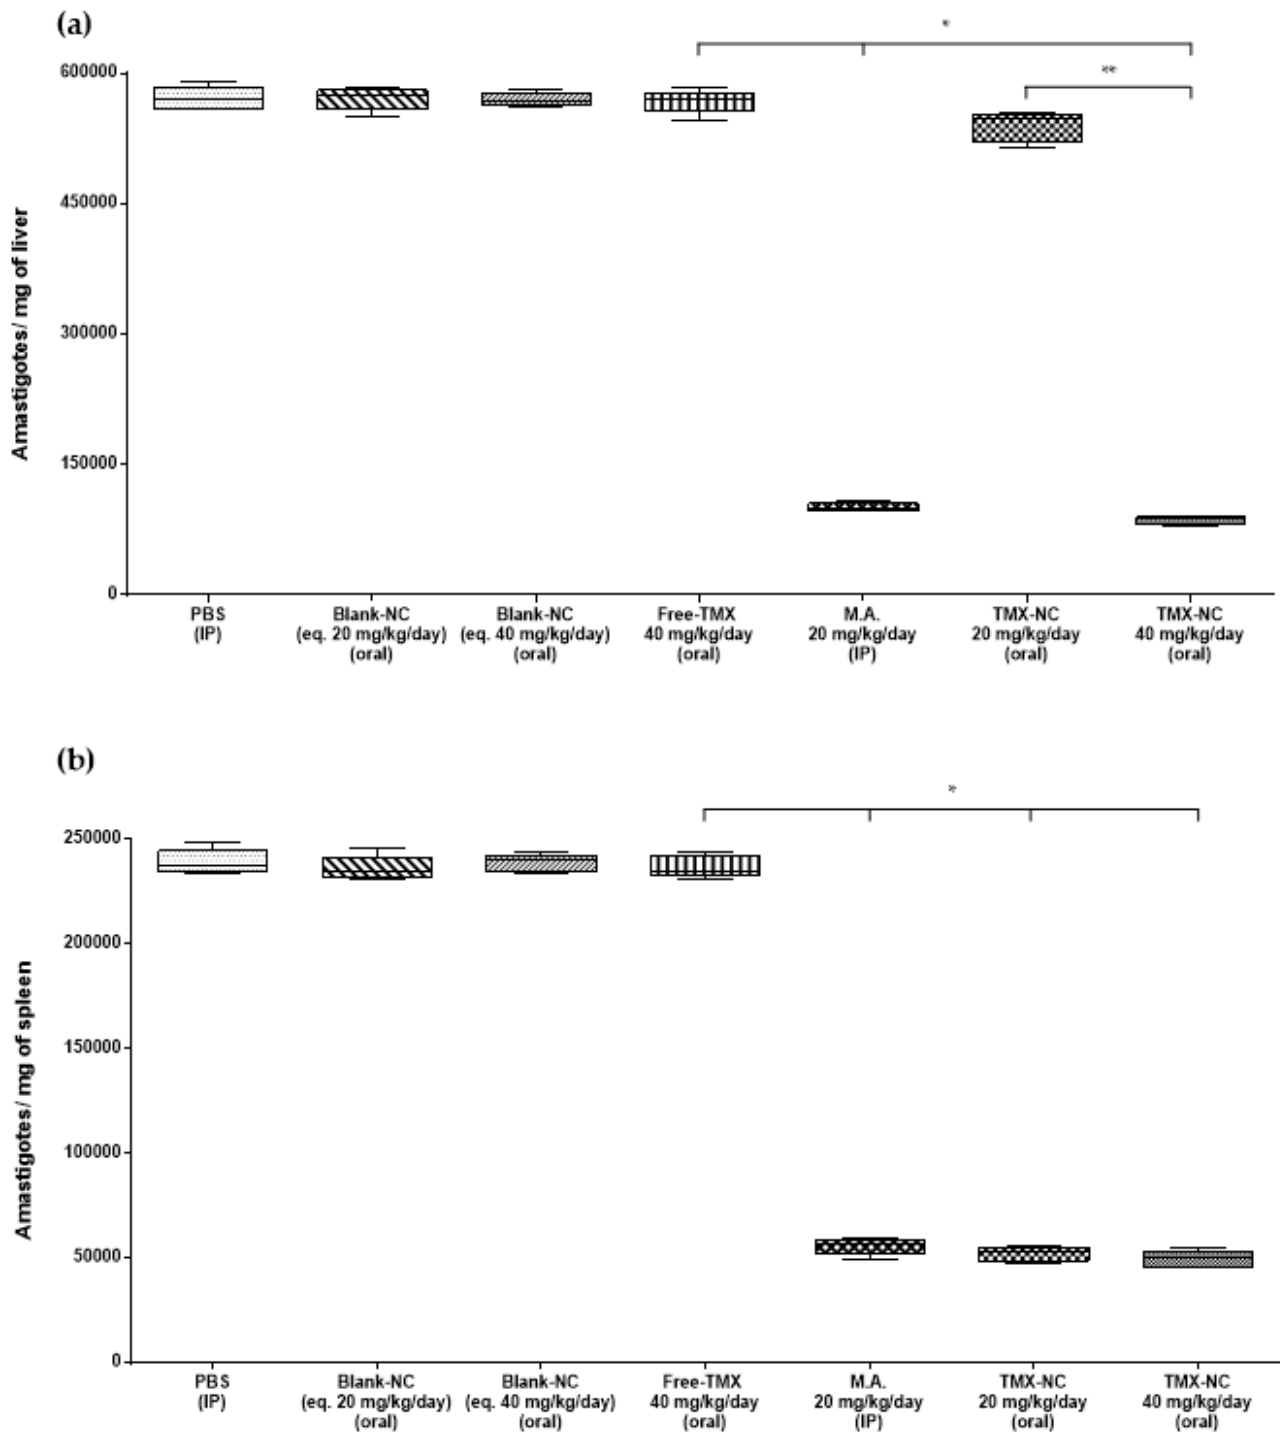 (a)
*
**
Amastigotes/ mg of liver
600000
450000
300000
150000
0
PBS
(IP)
Blank-NC
(eq. 20 mg/kg/day)
(oral)
Blank-NC
(eq. 40 mg/kg/day)
(oral)
Free-TMX
40 mg/kg/day
(oral)
M.A.
20 mg/kg/day
(IP)
TMX-NC
20 mg/kg/day
(oral)
TMX-NC
40 mg/kg/day
(oral)
(b)
*
Amastigotes/ mg of spleen
250000
200000
150000
100000
50000
0
PBS
(IP)
Blank-NC
(eq. 20 mg/kg/day)
(oral)
Blank-NC
(eq. 40 mg/kg/day)
(oral)
Free-TMX
40 mg/kg/day
(oral)
M.A.
20 mg/kg/day
(IP)
TMX-NC
20 mg/kg/day
(oral)
TMX-NC
40 mg/kg/day
(oral)